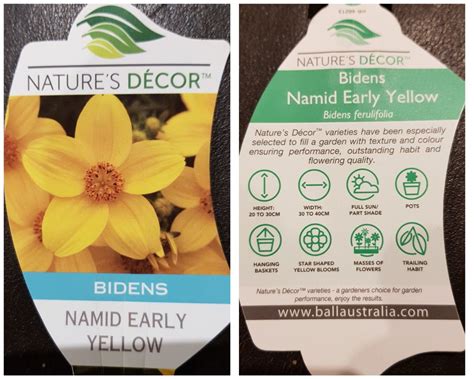 NATURE'S DÉCOR™
BIDENS
NAMID EARLY
YELLOW
NATURE'S DÉCOR™
Bidens
Namid Early Yellow
Bidens ferulifolia
Nature's Décor™ varieties have been especially
selected to fill a garden with texture and colour
ensuring performance, outstanding habit and
flowering quality.
HEIGHT:
20 TO 30CM
WIDTH:
30 TO 40CM
FULL SUN/
PART SHADE
POTS
HANGING
BASKETS
STAR SHAPED
YELLOW BLOOMS
MASSES OF
FLOWERS
TRAILING
HABIT
Nature's Décor™ varieties - a gardeners choice for garden
performance, enjoy the results.
www.ballaustralia.com